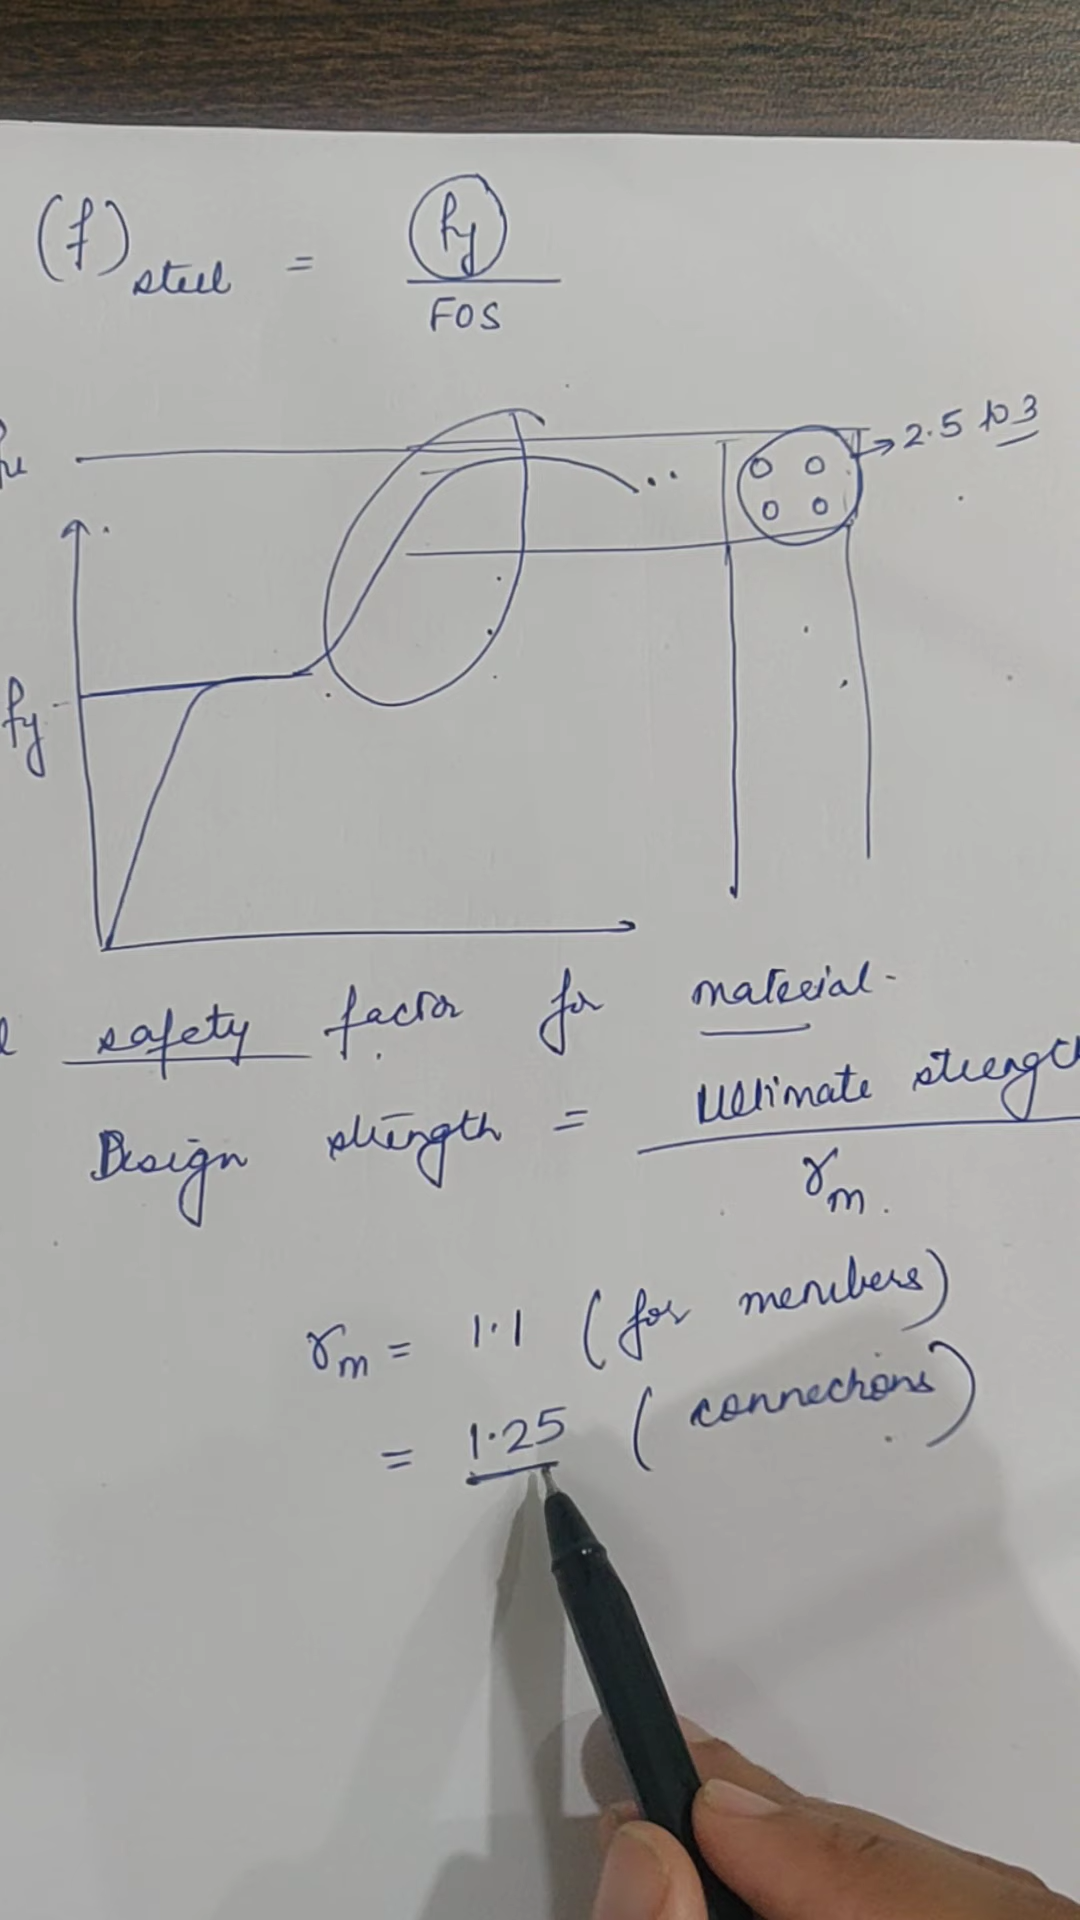 (f) steel = fy
FOS
fu
→ 2.5 to 3
fy
safety factor for material.
Design strength = Ultimate strength
γm.
γm = 1.1 (for members)
= 1.25 (connections)